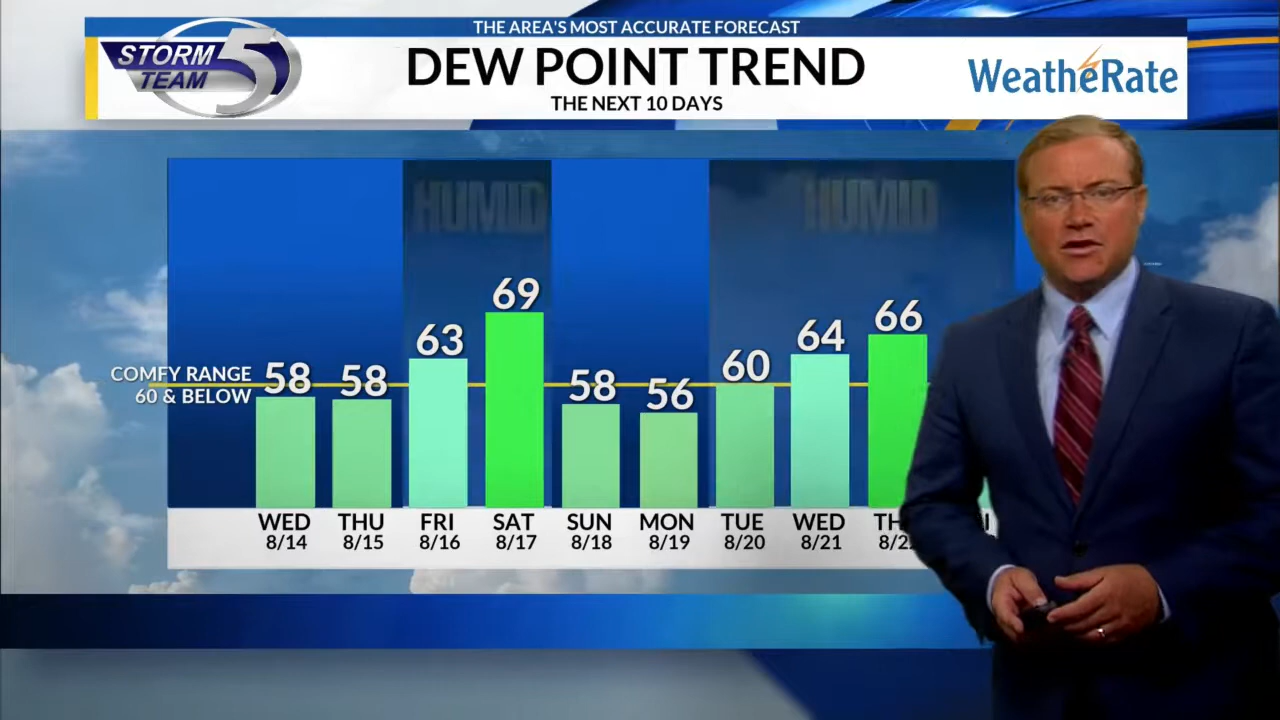 THE AREA'S MOST ACCURATE FORECAST
STORM TEAM 5
DEW POINT TREND
WeatheRate
THE NEXT 10 DAYS
HUMID HUMID
69
66
63 64
60
58 58 58 56
COMFY RANGE
60 & BELOW
WED THU FRI SAT SUN MON TUE WED
8/14 8/15 8/16 8/17 8/18 8/19 8/20 8/21